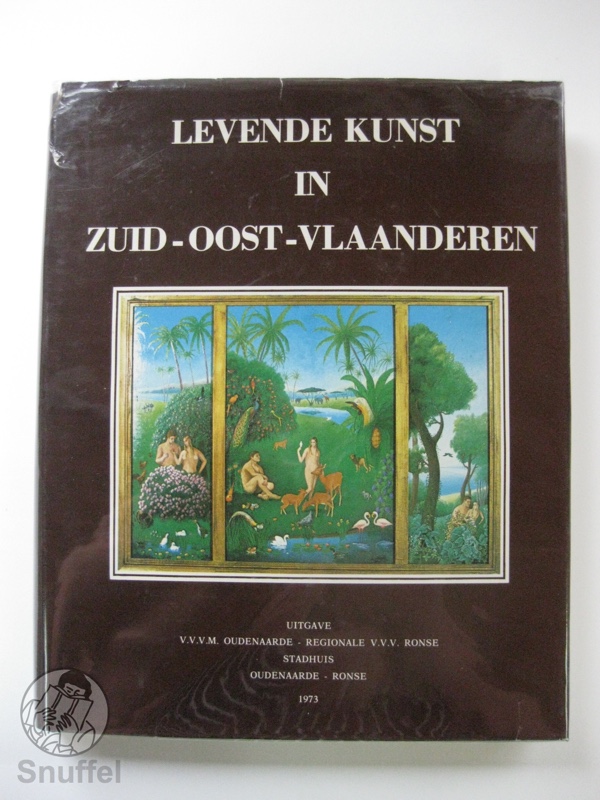 LEVENDE KUNST
IN
ZUID-OOST-VLAANDEREN
UITGAVE
V.V.V.M. OUDENAARDE - REGIONALE V.V.V. RONSE
STADHUIS
OUDENAARDE - RONSE
1973
Snuffel